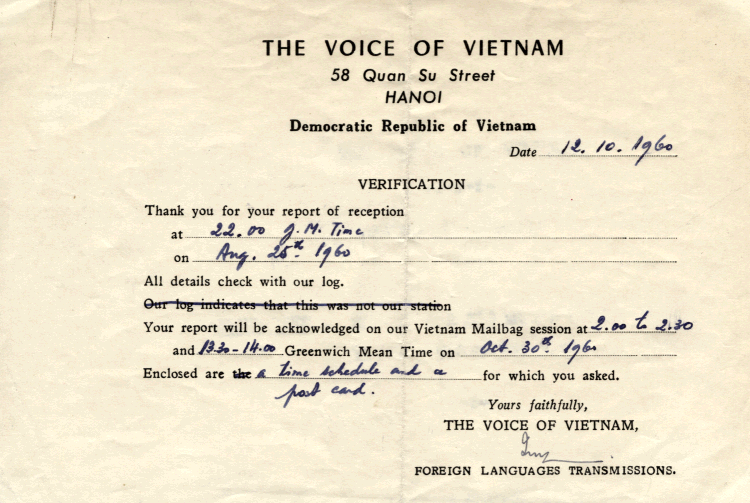 THE VOICE OF VIETNAM
58 Quan Su Street
HANOI
Democratic Republic of Vietnam
Date 12. 10. 1960
VERIFICATION
Thank you for your report of reception
at 22.00 G.M. Time
on Aug. 25th. 1960
All details check with our log.
Our log indicates that this was not our station
Your report will be acknowledged on our Vietnam Mailbag session at 2.00 to 2.30
and 13.30-14.00 Greenwich Mean Time on Oct. 30th. 1960
Enclosed are the a time schedule and a for which you asked.
post card.
Yours faithfully,
THE VOICE OF VIETNAM,
FOREIGN LANGUAGES TRANSMISSIONS.